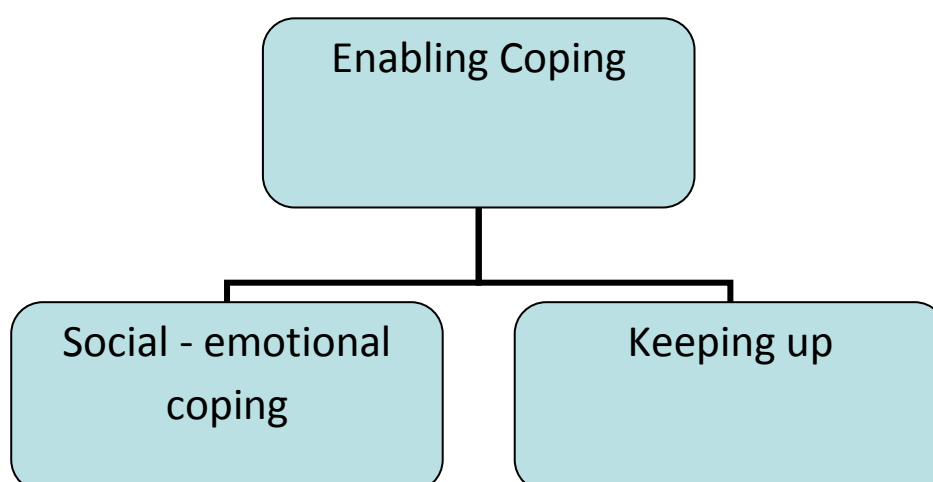 Enabling Coping
Social - emotional
coping
Keeping up